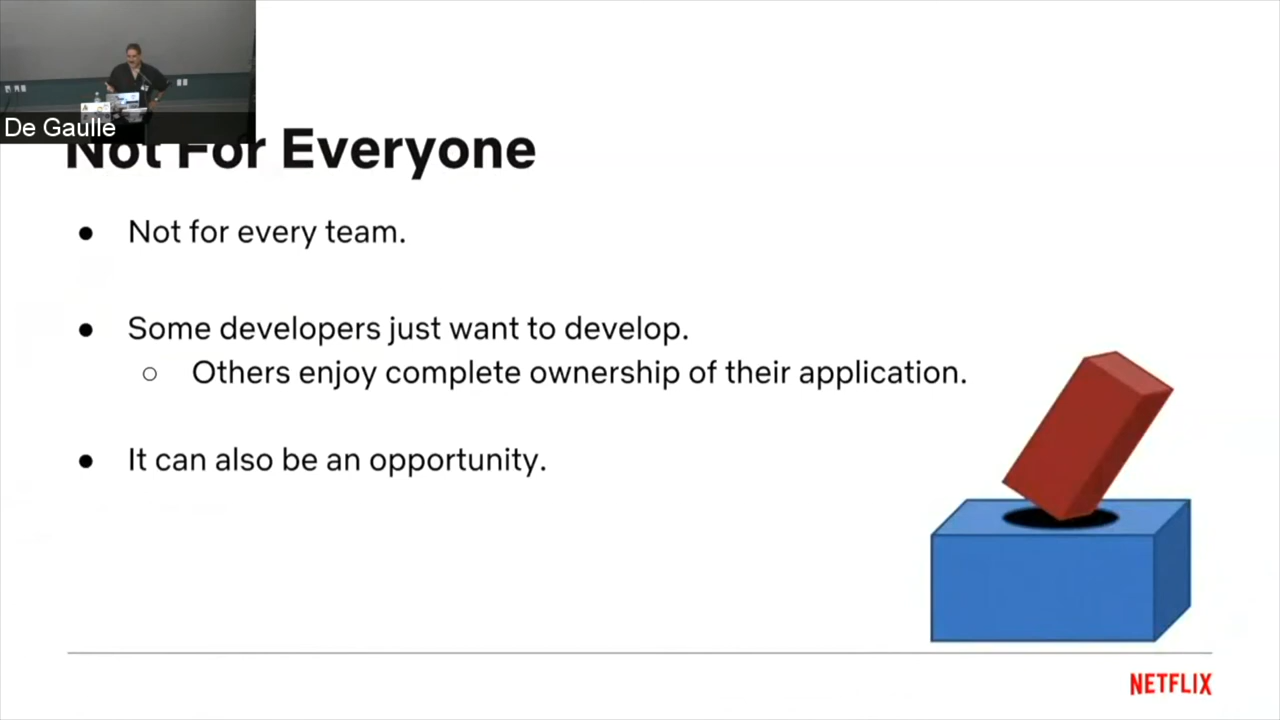 De Gaulle
Not For Everyone
● Not for every team.
● Some developers just want to develop.
○ Others enjoy complete ownership of their application.
● It can also be an opportunity.
NETFLIX